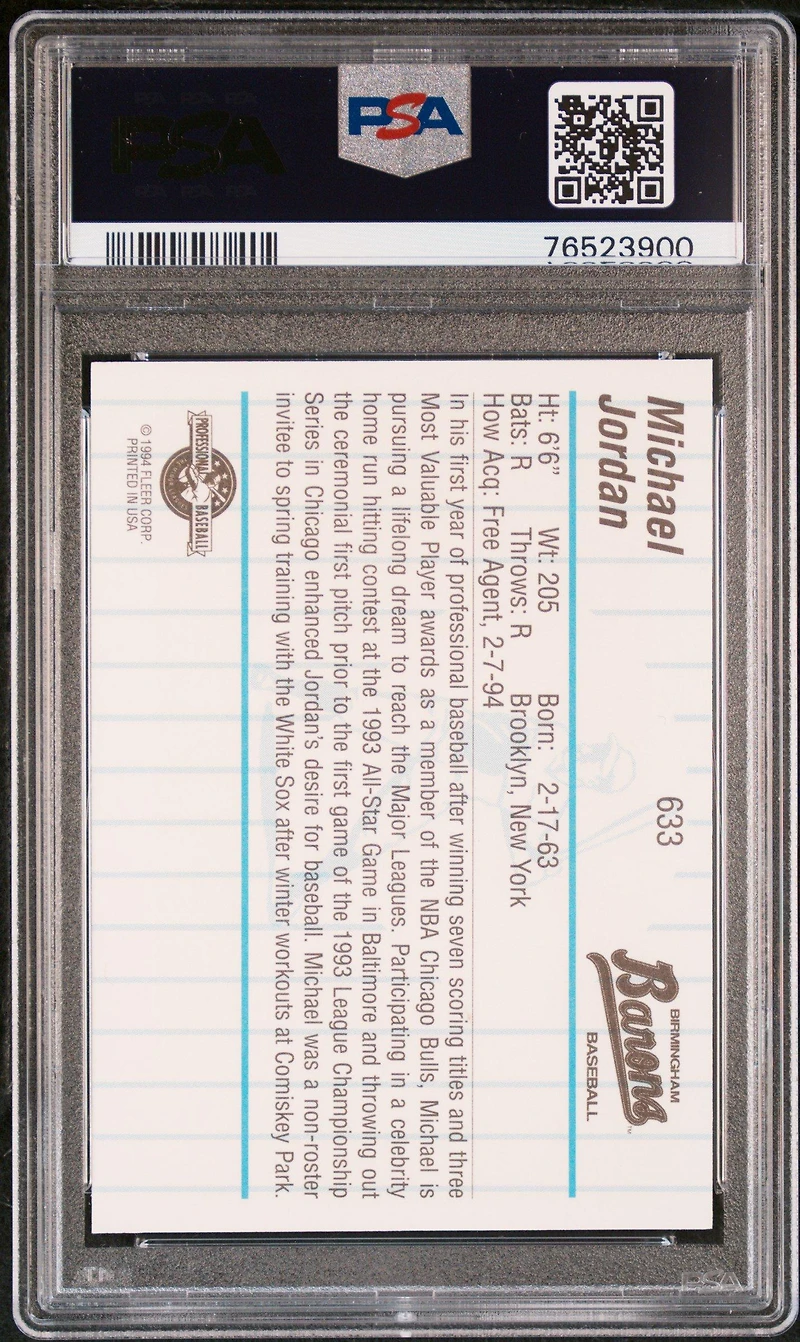 PSA
PSA
76523900
Michael
Jordan
633
BIRMINGHAM
Barons™
BASEBALL
Ht: 6'6" Wt: 205 Born: 2-17-63
Bats: R Throws: R Brooklyn, New York
How Acq: Free Agent, 2-7-94
In his first year of professional baseball after winning seven scoring titles and three
Most Valuable Player awards as a member of the NBA Chicago Bulls, Michael is
pursuing a lifelong dream to reach the Major Leagues. Participating in a celebrity
home run hitting contest at the 1993 All-Star Game in Baltimore and throwing out
the ceremonial first pitch prior to the first game of the 1993 League Championship
Series in Chicago enhanced Jordan's desire for baseball. Michael was a non-roster
invitee to spring training with the White Sox after winter workouts at Comiskey Park.
PROFESSIONAL BASEBALL
© 1994 FLEER CORP.
PRINTED IN USA
PSA